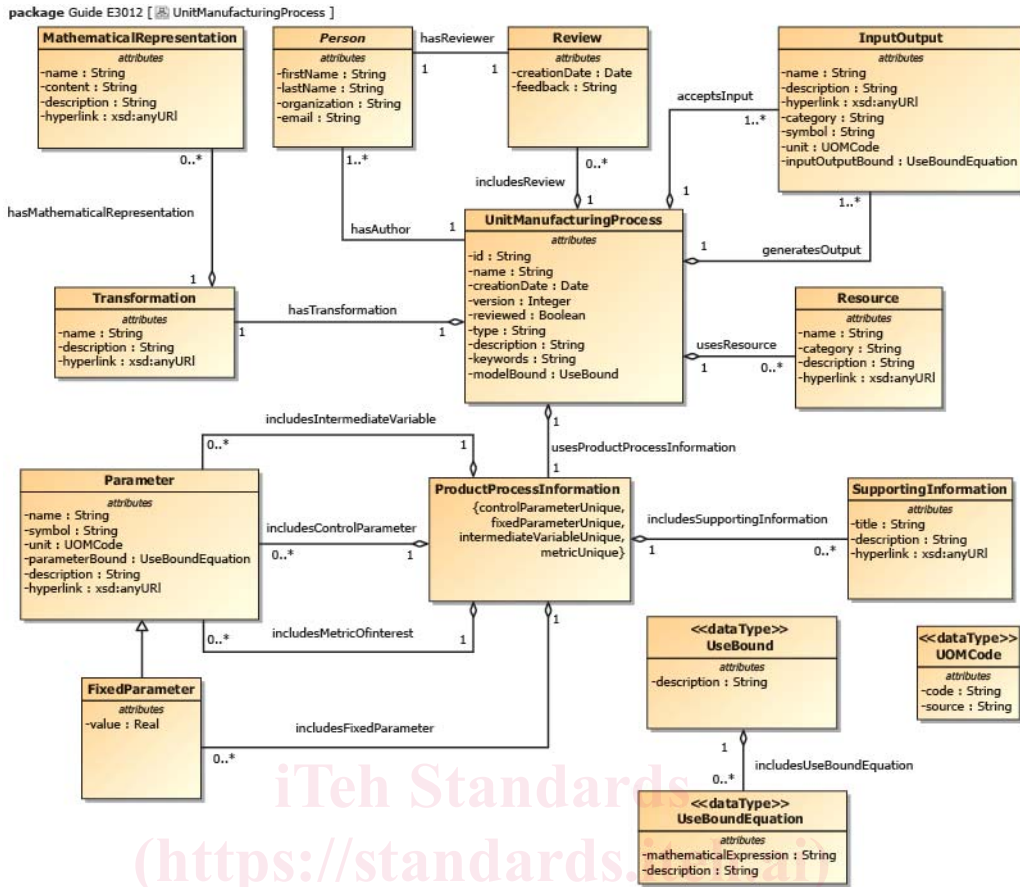 package Guide E3012 [ UnitManufacturingProcess ]
MathematicalRepresentation
attributes
-name : String
-content : String
-description : String
-hyperlink : xsd:anyURI
0..*
hasMathematicalRepresentation
1
Person
attributes
-firstName : String
-lastName : String
-organization : String
-email : String
1..*
hasReviewer
1
1
Review
attributes
-creationDate : Date
-feedback : String
0..*
includesReview
1
InputOutput
attributes
-name : String
-description : String
-hyperlink : xsd:anyURI
-category : String
-symbol : String
-unit : UOMCode
-inputOutputBound : UseBoundEquation
acceptsInput
1..*
1
1..*
1
generatesOutput
hasAuthor
1
UnitManufacturingProcess
attributes
-id : String
-name : String
-creationDate : Date
-version : Integer
-reviewed : Boolean
-type : String
-description : String
-keywords : String
-modelBound : UseBound
Transformation
attributes
-name : String
-description : String
-hyperlink : xsd:anyURI
hasTransformation
1
1
Resource
attributes
-name : String
-category : String
-description : String
-hyperlink : xsd:anyURI
usesResource
1
0..*
1
usesProductProcessInformation
1
includesIntermediateVariable
0..*
1
Parameter
attributes
-name : String
-symbol : String
-unit : UOMCode
-parameterBound : UseBoundEquation
-description : String
-hyperlink : xsd:anyURI
includesControlParameter
0..*
1
ProductProcessInformation
{controlParameterUnique,
fixedParameterUnique,
intermediateVariableUnique,
metricUnique}
includesSupportingInformation
1
0..*
SupportingInformation
attributes
-title : String
-description : String
-hyperlink : xsd:anyURI
0..*
includesMetricOfinterest
1
1
FixedParameter
attributes
-value : Real
includesFixedParameter
0..*
<<dataType>>
UseBound
attributes
-description : String
<<dataType>>
UOMCode
attributes
-code : String
-source : String
1
includesUseBoundEquation
0..*
<<dataType>>
UseBoundEquation
attributes
-mathematicalExpression : String
-description : String
iTeh Standards
(https://standards.iteh.ai)